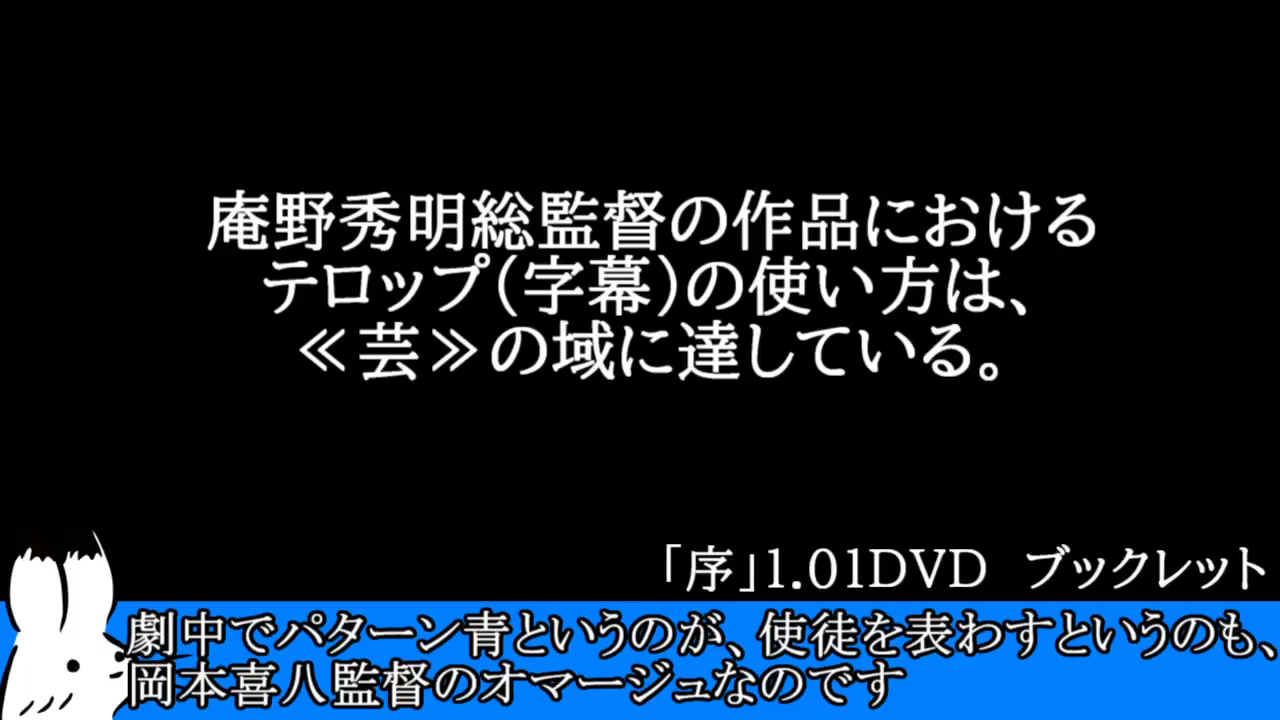 庵野秀明総監督の作品における
テロップ(字幕)の使い方は、
≪芸≫の域に達している。
「序」1.01DVD　ブックレット
劇中でパターン青というのが、使徒を表わすというのも、
岡本喜八監督のオマージュなのです